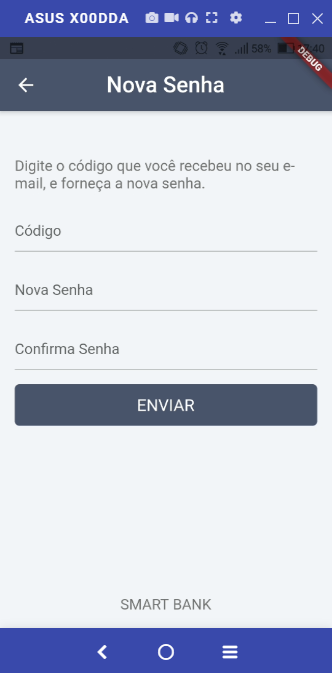 ASUS X00DDA
58%
:40
DEBUG
Nova Senha
Digite o código que você recebeu no seu e-
mail, e forneça a nova senha.
Código
Nova Senha
Confirma Senha
ENVIAR
SMART BANK